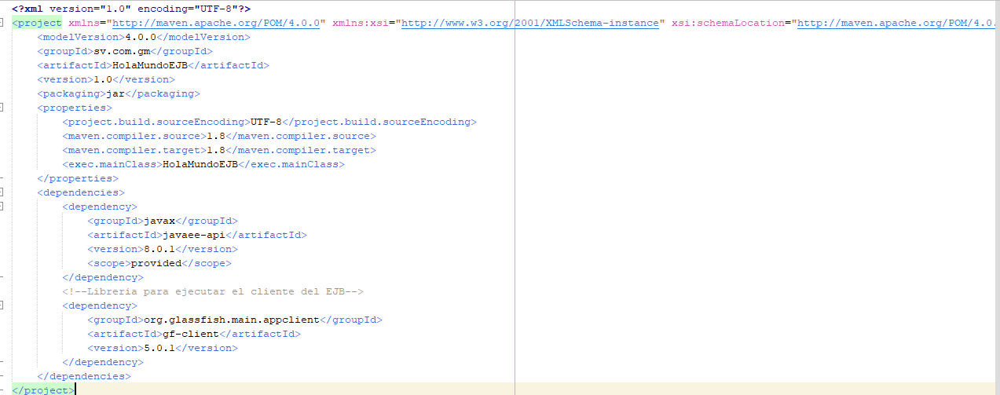 <?xml version="1.0" encoding="UTF-8"?>
<project xmlns="http://maven.apache.org/POM/4.0.0" xmlns:xsi="http://www.w3.org/2001/XMLSchema-instance" xsi:schemaLocation="http://maven.apache.org/POM/4.0.
<modelVersion>4.0.0</modelVersion>
<groupId>sv.com.gm</groupId>
<artifactId>HolaMundoEJB</artifactId>
<version>1.0</version>
<packaging>jar</packaging>
<properties>
<project.build.sourceEncoding>UTF-8</project.build.sourceEncoding>
<maven.compiler.source>1.8</maven.compiler.source>
<maven.compiler.target>1.8</maven.compiler.target>
<exec.mainClass>HolaMundoEJB</exec.mainClass>
</properties>
<dependencies>
<dependency>
<groupId>javax</groupId>
<artifactId>javaee-api</artifactId>
<version>8.0.1</version>
<scope>provided</scope>
</dependency>
<!--Libreria para ejecutar el cliente del EJB-->
<dependency>
<groupId>org.glassfish.main.appclient</groupId>
<artifactId>gf-client</artifactId>
<version>5.0.1</version>
</dependency>
</dependencies>
</project>